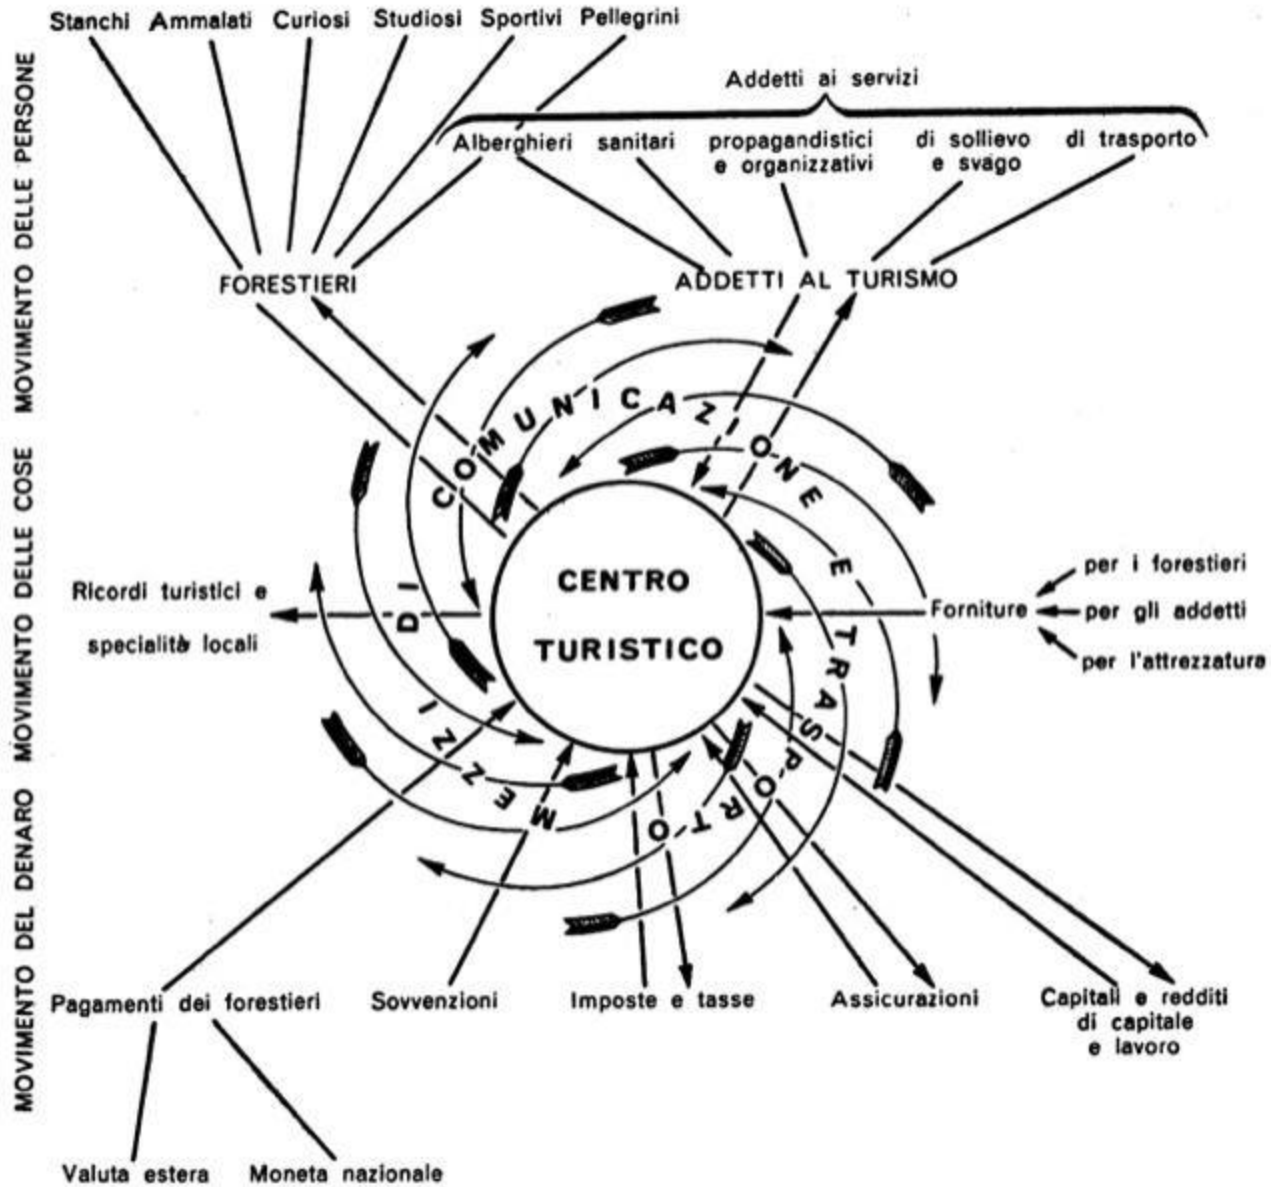 Stanchi Ammalati Curiosi Studiosi Sportivi Pellegrini
Addetti ai servizi
Alberghieri sanitari propagandistici di sollievo di trasporto
e organizzativi e svago
FORESTIERI
ADDETTI AL TURISMO
MOVIMENTO DELLE PERSONE
MOVIMENTO DELLE COSE
MOVIMENTO DEL DENARO
MEZZI DI COMUNICAZONE E TRASPORTO
CENTRO
TURISTICO
Ricordi turistici e
specialità locali
Forniture
per i forestieri
per gli addetti
per l'attrezzatura
Pagamenti dei forestieri
Sovvenzioni
Imposte e tasse
Assicurazioni
Capitali e redditi
di capitale
e lavoro
Valuta estera
Moneta nazionale